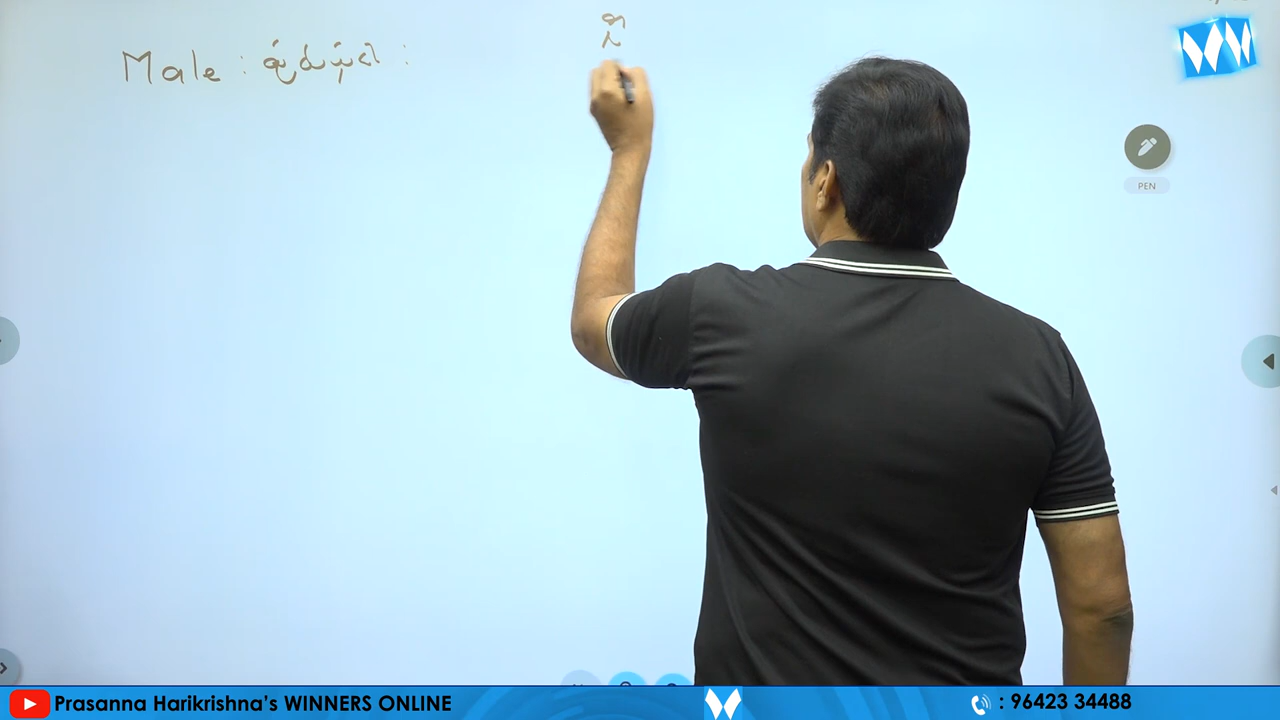 Male : పురుషుడు :
PEN
Prasanna Harikrishna's WINNERS ONLINE
: 96423 34488